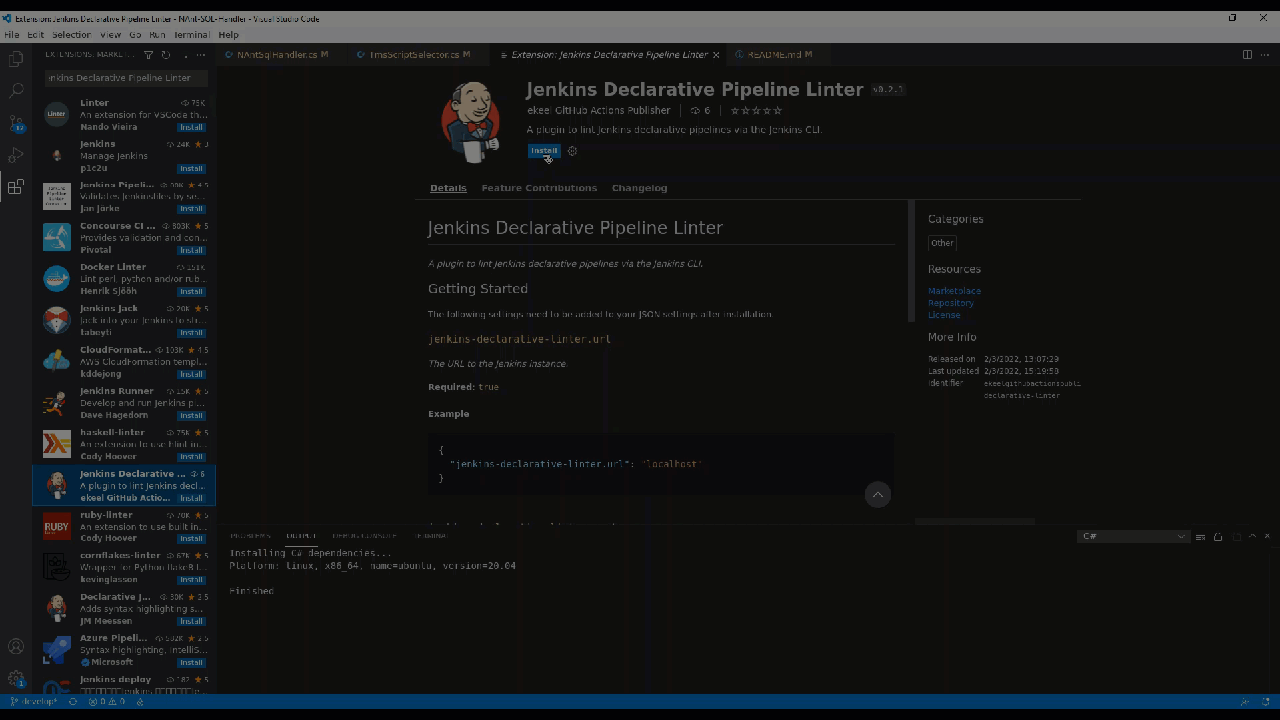 Extension: Jenkins Declarative Pipeline Linter - NAnt-SQL-Handler - Visual Studio Code
File Edit Selection View Go Run Terminal Help
EXTENSIONS: MARKE...
NAntSqlHandler.cs M
TmsScriptSelector.cs M
Extension: Jenkins Declarative Pipeline Linter
README.md M
Jenkins Declarative Pipeline Linter
Linter 75K
An extension for VSCode th...
Nando Vieira Install
Jenkins 24K 3
Manage Jenkins
p1c2u Install
Jenkins Pipeli... 4.5
Validates Jenkinsfiles by se...
Jan Jörke Install
Concourse CI ... 803K 5
Provides validation and con...
Pivotal Install
Docker Linter 151K
Lint perl, python and/or rub...
Henrik Sjööh Install
Jenkins Jack 20K 5
Jack into your Jenkins to str...
tabeyti Install
CloudFormat... 103K 4.5
AWS CloudFormation templ...
kddejong Install
Jenkins Runner 15K 5
Develop and run Jenkins pi...
Dave Hagedorn Install
haskell-linter 75K 5
An extension to use hlint in ...
Cody Hoover Install
Jenkins Declarative ... 6
A plugin to lint Jenkins decl...
ekeel GitHub Actio... Install
ruby-linter 70K 5
An extension to use built in...
Cody Hoover Install
cornflakes-linter 67K 5
Wrapper for Python flake8 l...
kevinglasson Install
Declarative J... 30K 3.5
Adds syntax highlighting s...
JM Meessen Install
Azure Pipeli... 2.5
Syntax highlighting, IntelliS...
Microsoft Install
Jenkins deploy 182 5
Jenkins Declarative Pipeline Linter v0.2.1
ekeel GitHub Actions Publisher 6
A plugin to lint Jenkins declarative pipelines via the Jenkins CLI.
Install
Details Feature Contributions Changelog
Jenkins Declarative Pipeline Linter
A plugin to lint Jenkins declarative pipelines via the Jenkins CLI.
Getting Started
The following settings need to be added to your JSON settings after installation.
jenkins-declarative-linter.url
The URL to the Jenkins instance.
Required: true
Example
{
"jenkins-declarative-linter.url": "localhost"
}
Categories
Other
Resources
Marketplace
Repository
License
More Info
Released on 2/3/2022, 13:07:29
Last updated 2/3/2022, 15:19:58
Identifier ekeelgithubactionspubli
declarative-linter
PROBLEMS OUTPUT DEBUG CONSOLE TERMINAL
C#
Installing C# dependencies...
Platform: linux, x86_64, name=ubuntu, version=20.04
Finished
develop* 0 0